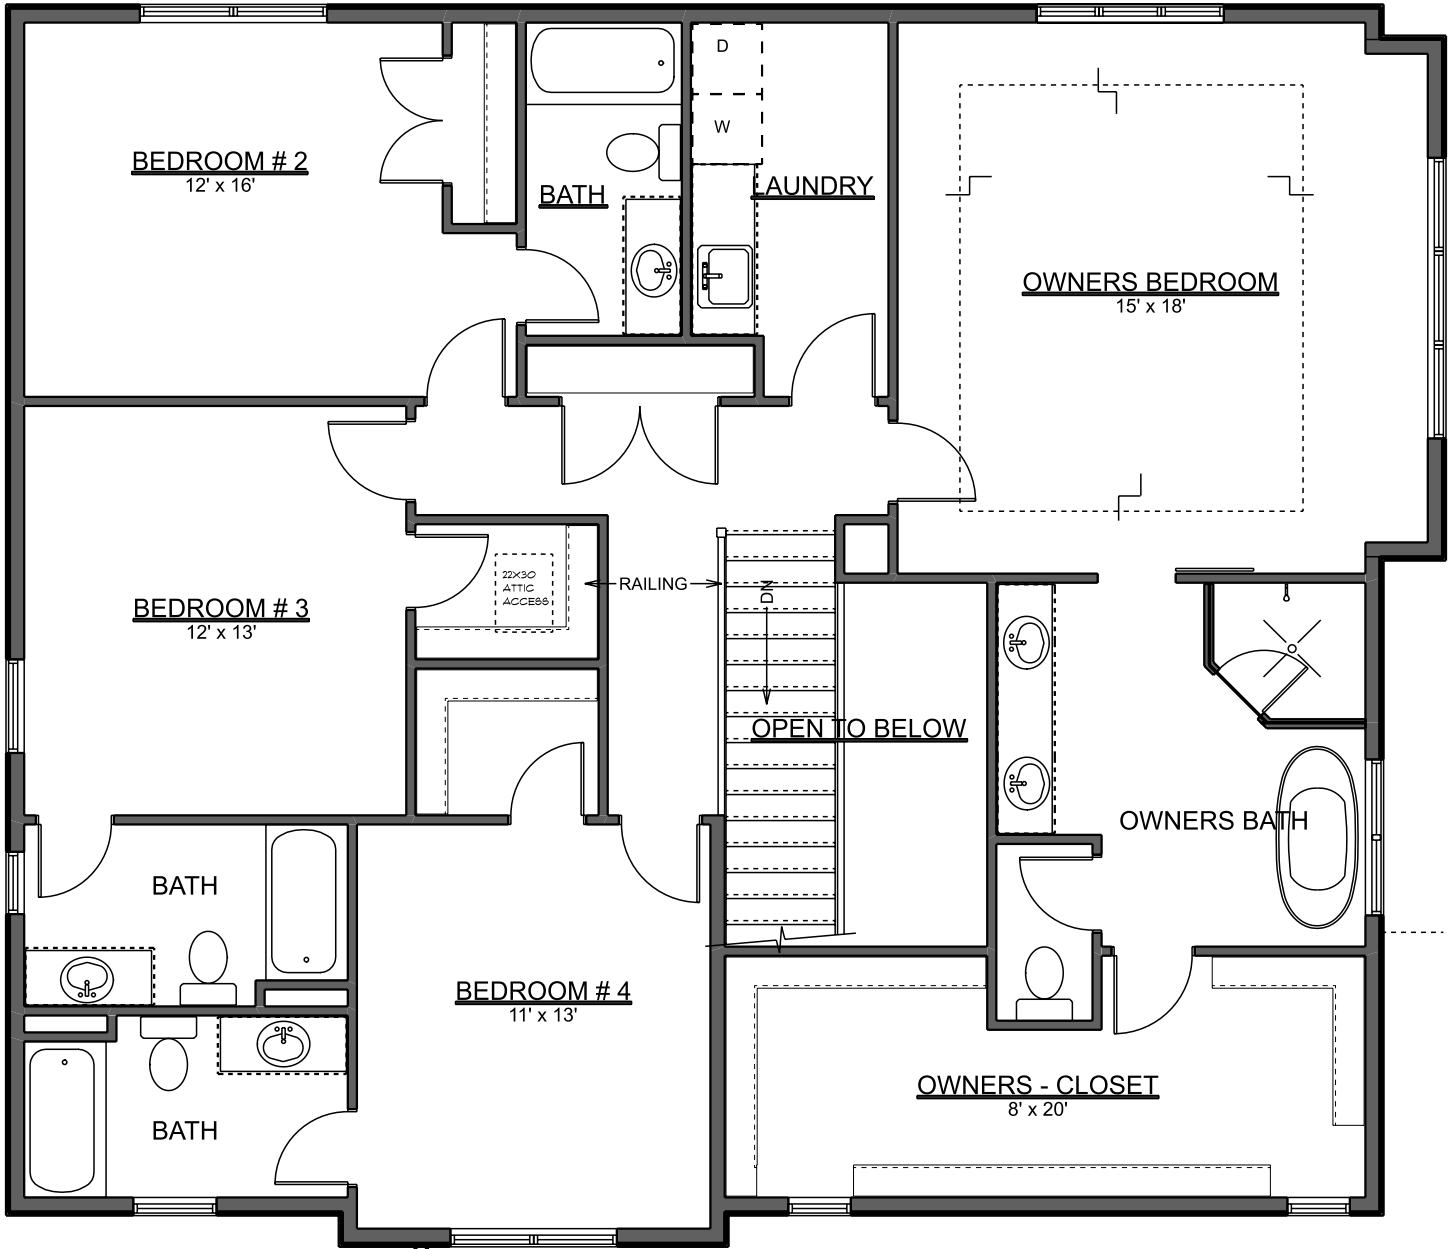 D
W
BEDROOM # 2
12' x 16'
BATH
LAUNDRY
OWNERS BEDROOM
15' x 18'
22X30
ATTIC
ACCESS
RAILING
DN
BEDROOM # 3
12' x 13'
OPEN TO BELOW
OWNERS BATH
BATH
BEDROOM # 4
11' x 13'
OWNERS - CLOSET
8' x 20'
BATH